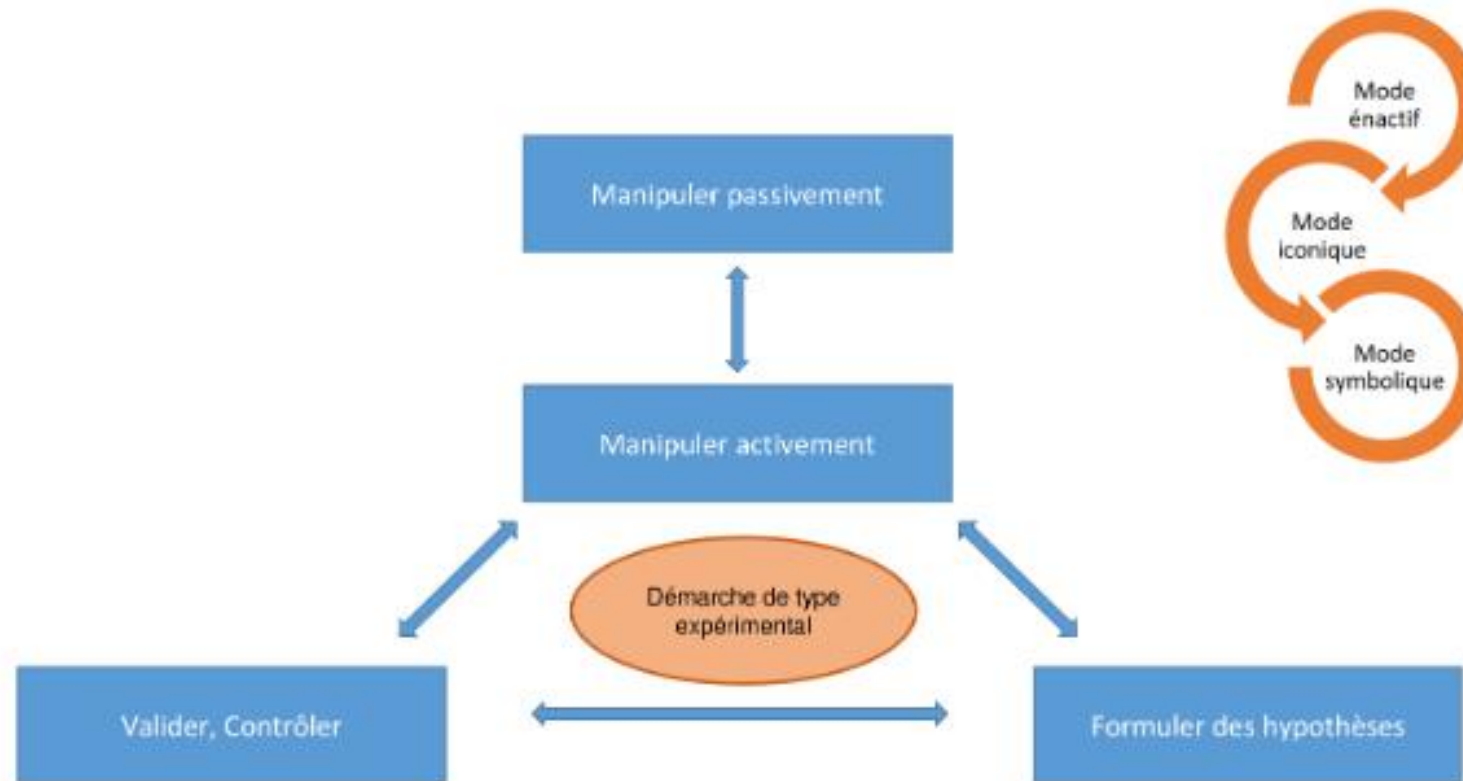 Mode
énactif
Manipuler passivement
Mode
iconique
Mode
symbolique
Manipuler activement
Démarche de type
expérimental
Valider, Contrôler
Formuler des hypothèses